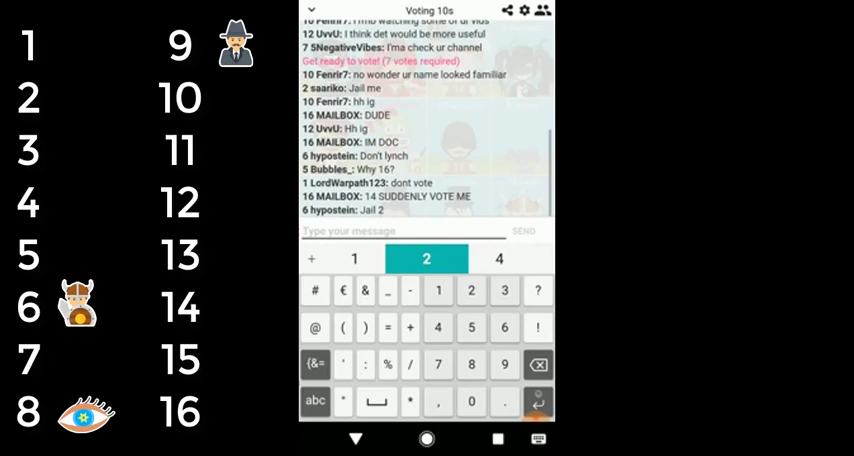 1
2
3
4
5
6
7
8
9
10
11
12
13
14
15
16
Voting 10s
10 Fenrir7:
12 UvvU: I think det would be more useful
7 5NegativeVibes: I'ma check ur channel
Get ready to vote! (7 votes required)
10 Fenrir7: no wonder ur name looked familiar
2 saariko: Jail me
10 Fenrir7: hh ig
16 MAILBOX: DUDE
12 UvvU: Hh ig
16 MAILBOX: IM DOC
6 hypostein: Don't lynch
5 Bubbles_: Why 16?
1 LordWarpath123: dont vote
16 MAILBOX: 14 SUDDENLY VOTE ME
6 hypostein: Jail 2
Type your message SEND
+ 1 2 4
# € & _ - 1 2 3 ?
@ ( ) = + 4 5 6 !
{&= ' : % / 7 8 9
abc * , 0 .